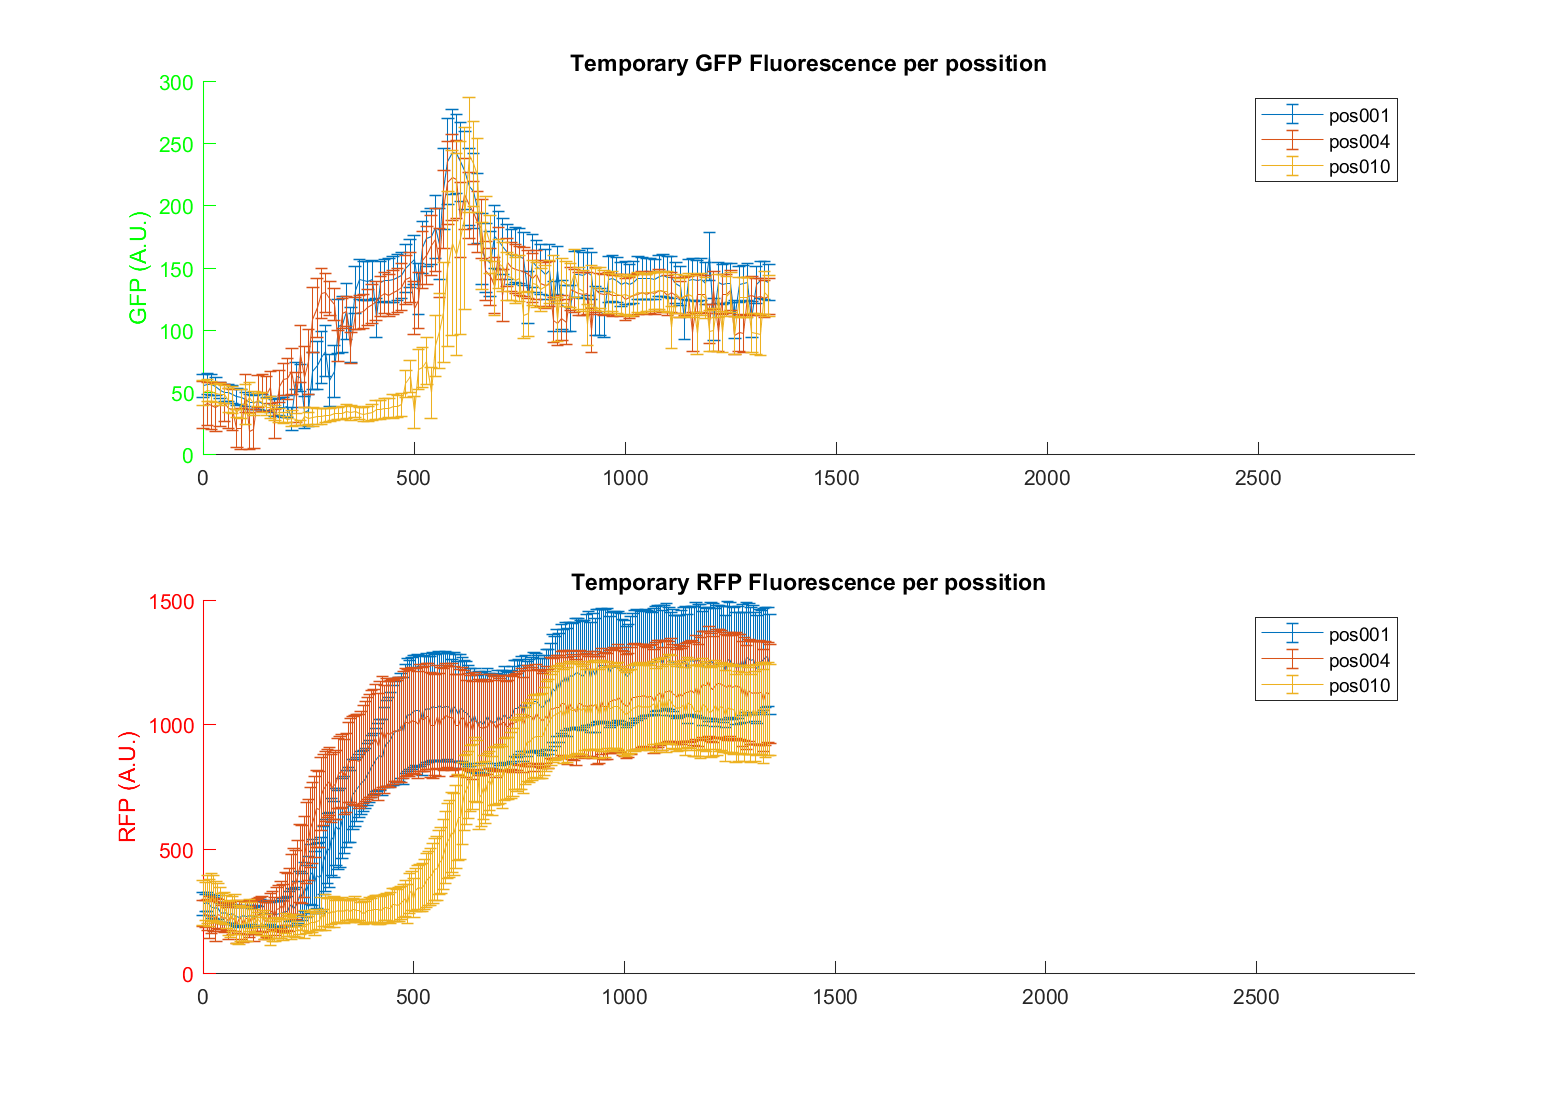 Temporary GFP Fluorescence per possition
300
250
200
150
100
50
0
GFP (A.U.)
0 500 1000 1500 2000 2500
pos001
pos004
pos010
Temporary RFP Fluorescence per possition
1500
1000
500
0
RFP (A.U.)
0 500 1000 1500 2000 2500
pos001
pos004
pos010